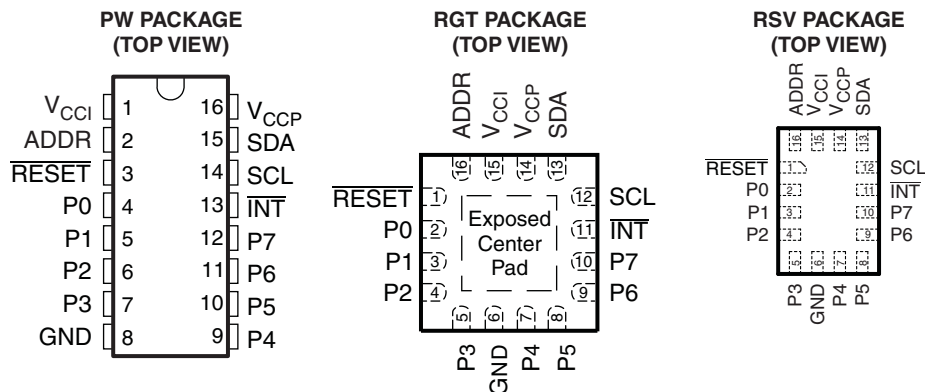 PW PACKAGE
(TOP VIEW)
VCCI 1 16 VCCP
ADDR 2 15 SDA
RESET 3 14 SCL
P0 4 13 INT
P1 5 12 P7
P2 6 11 P6
P3 7 10 P5
GND 8 9 P4
RGT PACKAGE
(TOP VIEW)
ADDR VCCI VCCP SDA
16 15 14 13
RESET 1 12 SCL
P0 2 11 INT
P1 3 10 P7
P2 4 9 P6
Exposed
Center
Pad
5 6 7 8
P3 GND P4 P5
RSV PACKAGE
(TOP VIEW)
ADDR VCCI VCCP SDA
16 15 14 13
RESET 1 12 SCL
P0 2 11 INT
P1 3 10 P7
P2 4 9 P6
5 6 7 8
P3 GND P4 P5